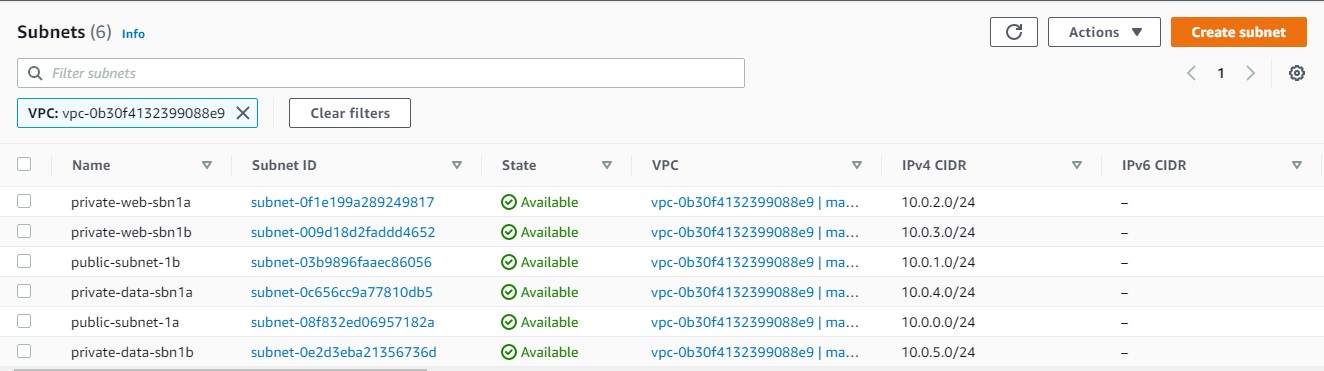 Subnets (6) Info Actions Create subnet
Filter subnets 1
VPC: vpc-0b30f4132399088e9 Clear filters
Name Subnet ID State VPC IPv4 CIDR IPv6 CIDR
private-web-sbn1a subnet-0f1e199a289249817 Available vpc-0b30f4132399088e9 | ma... 10.0.2.0/24 –
private-web-sbn1b subnet-009d18d2faddd4652 Available vpc-0b30f4132399088e9 | ma... 10.0.3.0/24 –
public-subnet-1b subnet-03b9896faaec86056 Available vpc-0b30f4132399088e9 | ma... 10.0.1.0/24 –
private-data-sbn1a subnet-0c656cc9a77810db5 Available vpc-0b30f4132399088e9 | ma... 10.0.4.0/24 –
public-subnet-1a subnet-08f832ed06957182a Available vpc-0b30f4132399088e9 | ma... 10.0.0.0/24 –
private-data-sbn1b subnet-0e2d3eba21356736d Available vpc-0b30f4132399088e9 | ma... 10.0.5.0/24 –